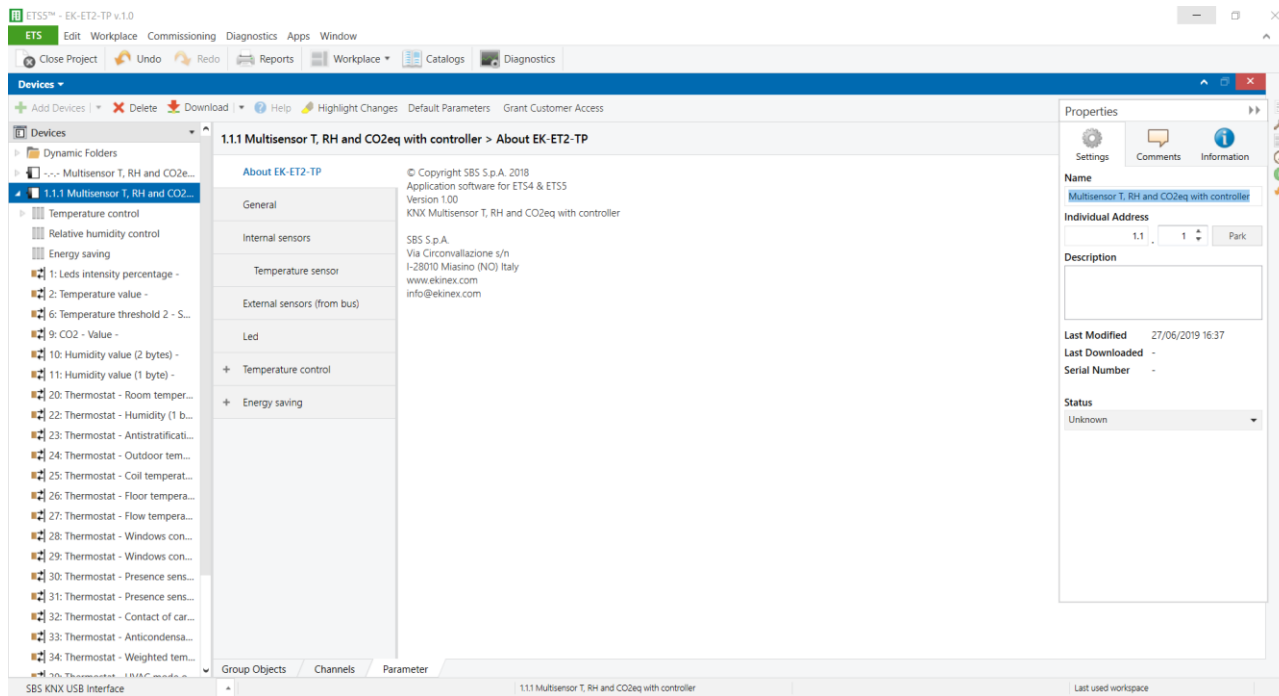 ETS5™ - EK-ET2-TP v.1.0
ETS Edit Workplace Commissioning Diagnostics Apps Window
Close Project Undo Redo Reports Workplace Catalogs Diagnostics
Devices
Add Devices Delete Download Help Highlight Changes Default Parameters Grant Customer Access
Devices
Dynamic Folders
-.-.- Multisensor T, RH and CO2e...
1.1.1 Multisensor T, RH and CO2...
Temperature control
Relative humidity control
Energy saving
1: Leds intensity percentage -
2: Temperature value -
6: Temperature threshold 2 - S...
9: CO2 - Value -
10: Humidity value (2 bytes) -
11: Humidity value (1 byte) -
20: Thermostat - Room temper...
22: Thermostat - Humidity (1 b...
23: Thermostat - Antistratificati...
24: Thermostat - Outdoor tem...
25: Thermostat - Coil temperat...
26: Thermostat - Floor tempera...
27: Thermostat - Flow tempera...
28: Thermostat - Windows con...
29: Thermostat - Windows con...
30: Thermostat - Presence sens...
31: Thermostat - Presence sens...
32: Thermostat - Contact of car...
33: Thermostat - Anticondensa...
34: Thermostat - Weighted tem...
1.1.1 Multisensor T, RH and CO2eq with controller > About EK-ET2-TP
About EK-ET2-TP
General
Internal sensors
Temperature sensor
External sensors (from bus)
Led
+ Temperature control
+ Energy saving
© Copyright SBS S.p.A. 2018
Application software for ETS4 & ETS5
Version 1.00
KNX Multisensor T, RH and CO2eq with controller
SBS S.p.A.
Via Circonvallazione s/n
I-28010 Miasino (NO) Italy
www.ekinex.com
info@ekinex.com
Group Objects Channels Parameter
Properties
Settings Comments Information
Name
Multisensor T, RH and CO2eq with controller
Individual Address
1.1 . 1 Park
Description
Last Modified 27/06/2019 16:37
Last Downloaded -
Serial Number -
Status
Unknown
SBS KNX USB Interface
1.1.1 Multisensor T, RH and CO2eq with controller
Last used workspace